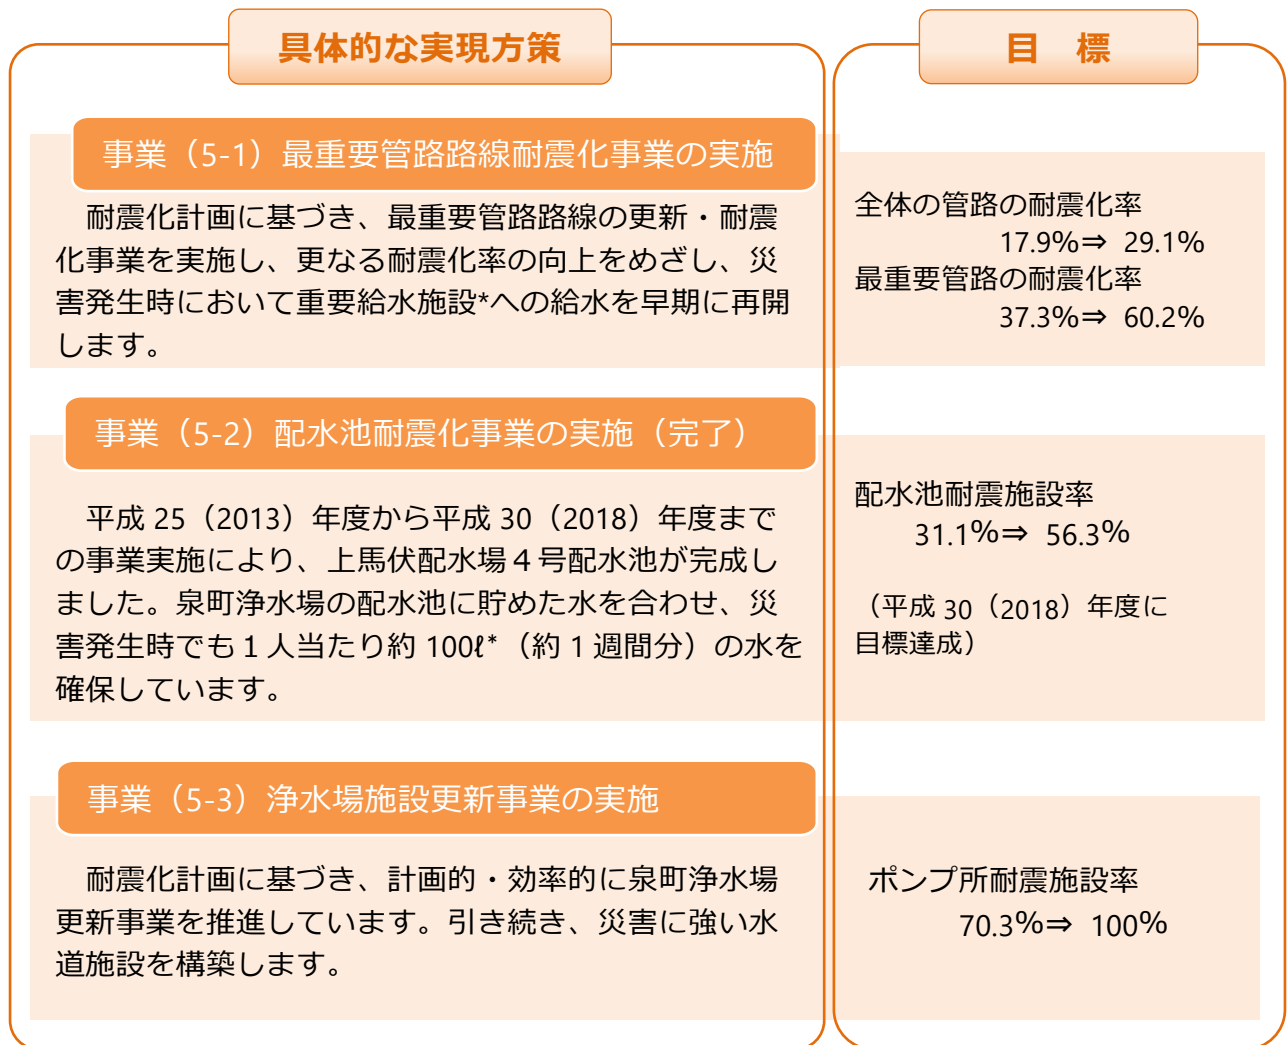 具体的な実現方策
目　標
事業（5-1）最重要管路路線耐震化事業の実施
　耐震化計画に基づき、最重要管路路線の更新・耐震
化事業を実施し、更なる耐震化率の向上をめざし、災
害発生時において重要給水施設*への給水を早期に再開
します。
全体の管路の耐震化率
17.9%⇒ 29.1%
最重要管路の耐震化率
37.3%⇒ 60.2%
事業（5-2）配水池耐震化事業の実施（完了）
　平成 25（2013）年度から平成 30（2018）年度まで
の事業実施により、上馬伏配水場４号配水池が完成し
ました。泉町浄水場の配水池に貯めた水を合わせ、災
害発生時でも１人当たり約 100ℓ*（約１週間分）の水を
確保しています。
配水池耐震施設率
31.1%⇒ 56.3%
（平成 30（2018）年度に
目標達成）
事業（5-3）浄水場施設更新事業の実施
　耐震化計画に基づき、計画的・効率的に泉町浄水場
更新事業を推進しています。引き続き、災害に強い水
道施設を構築します。
ポンプ所耐震施設率
70.3%⇒ 100%